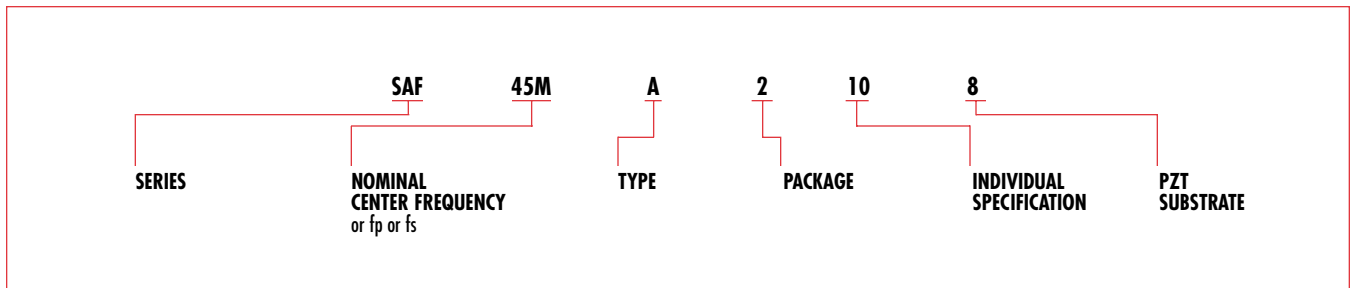 SAF 45M A 2 10 8
SERIES
NOMINAL
CENTER FREQUENCY
or fp or fs
TYPE
PACKAGE
INDIVIDUAL
SPECIFICATION
PZT
SUBSTRATE